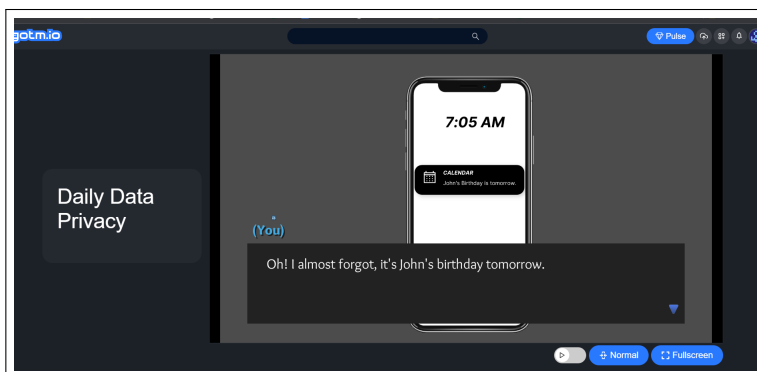 gotm.io
Pulse
7:05 AM
CALENDAR
John's Birthday is tomorrow.
Daily Data
Privacy
(You)
Oh! I almost forgot, it's John's birthday tomorrow.
Normal
Fullscreen